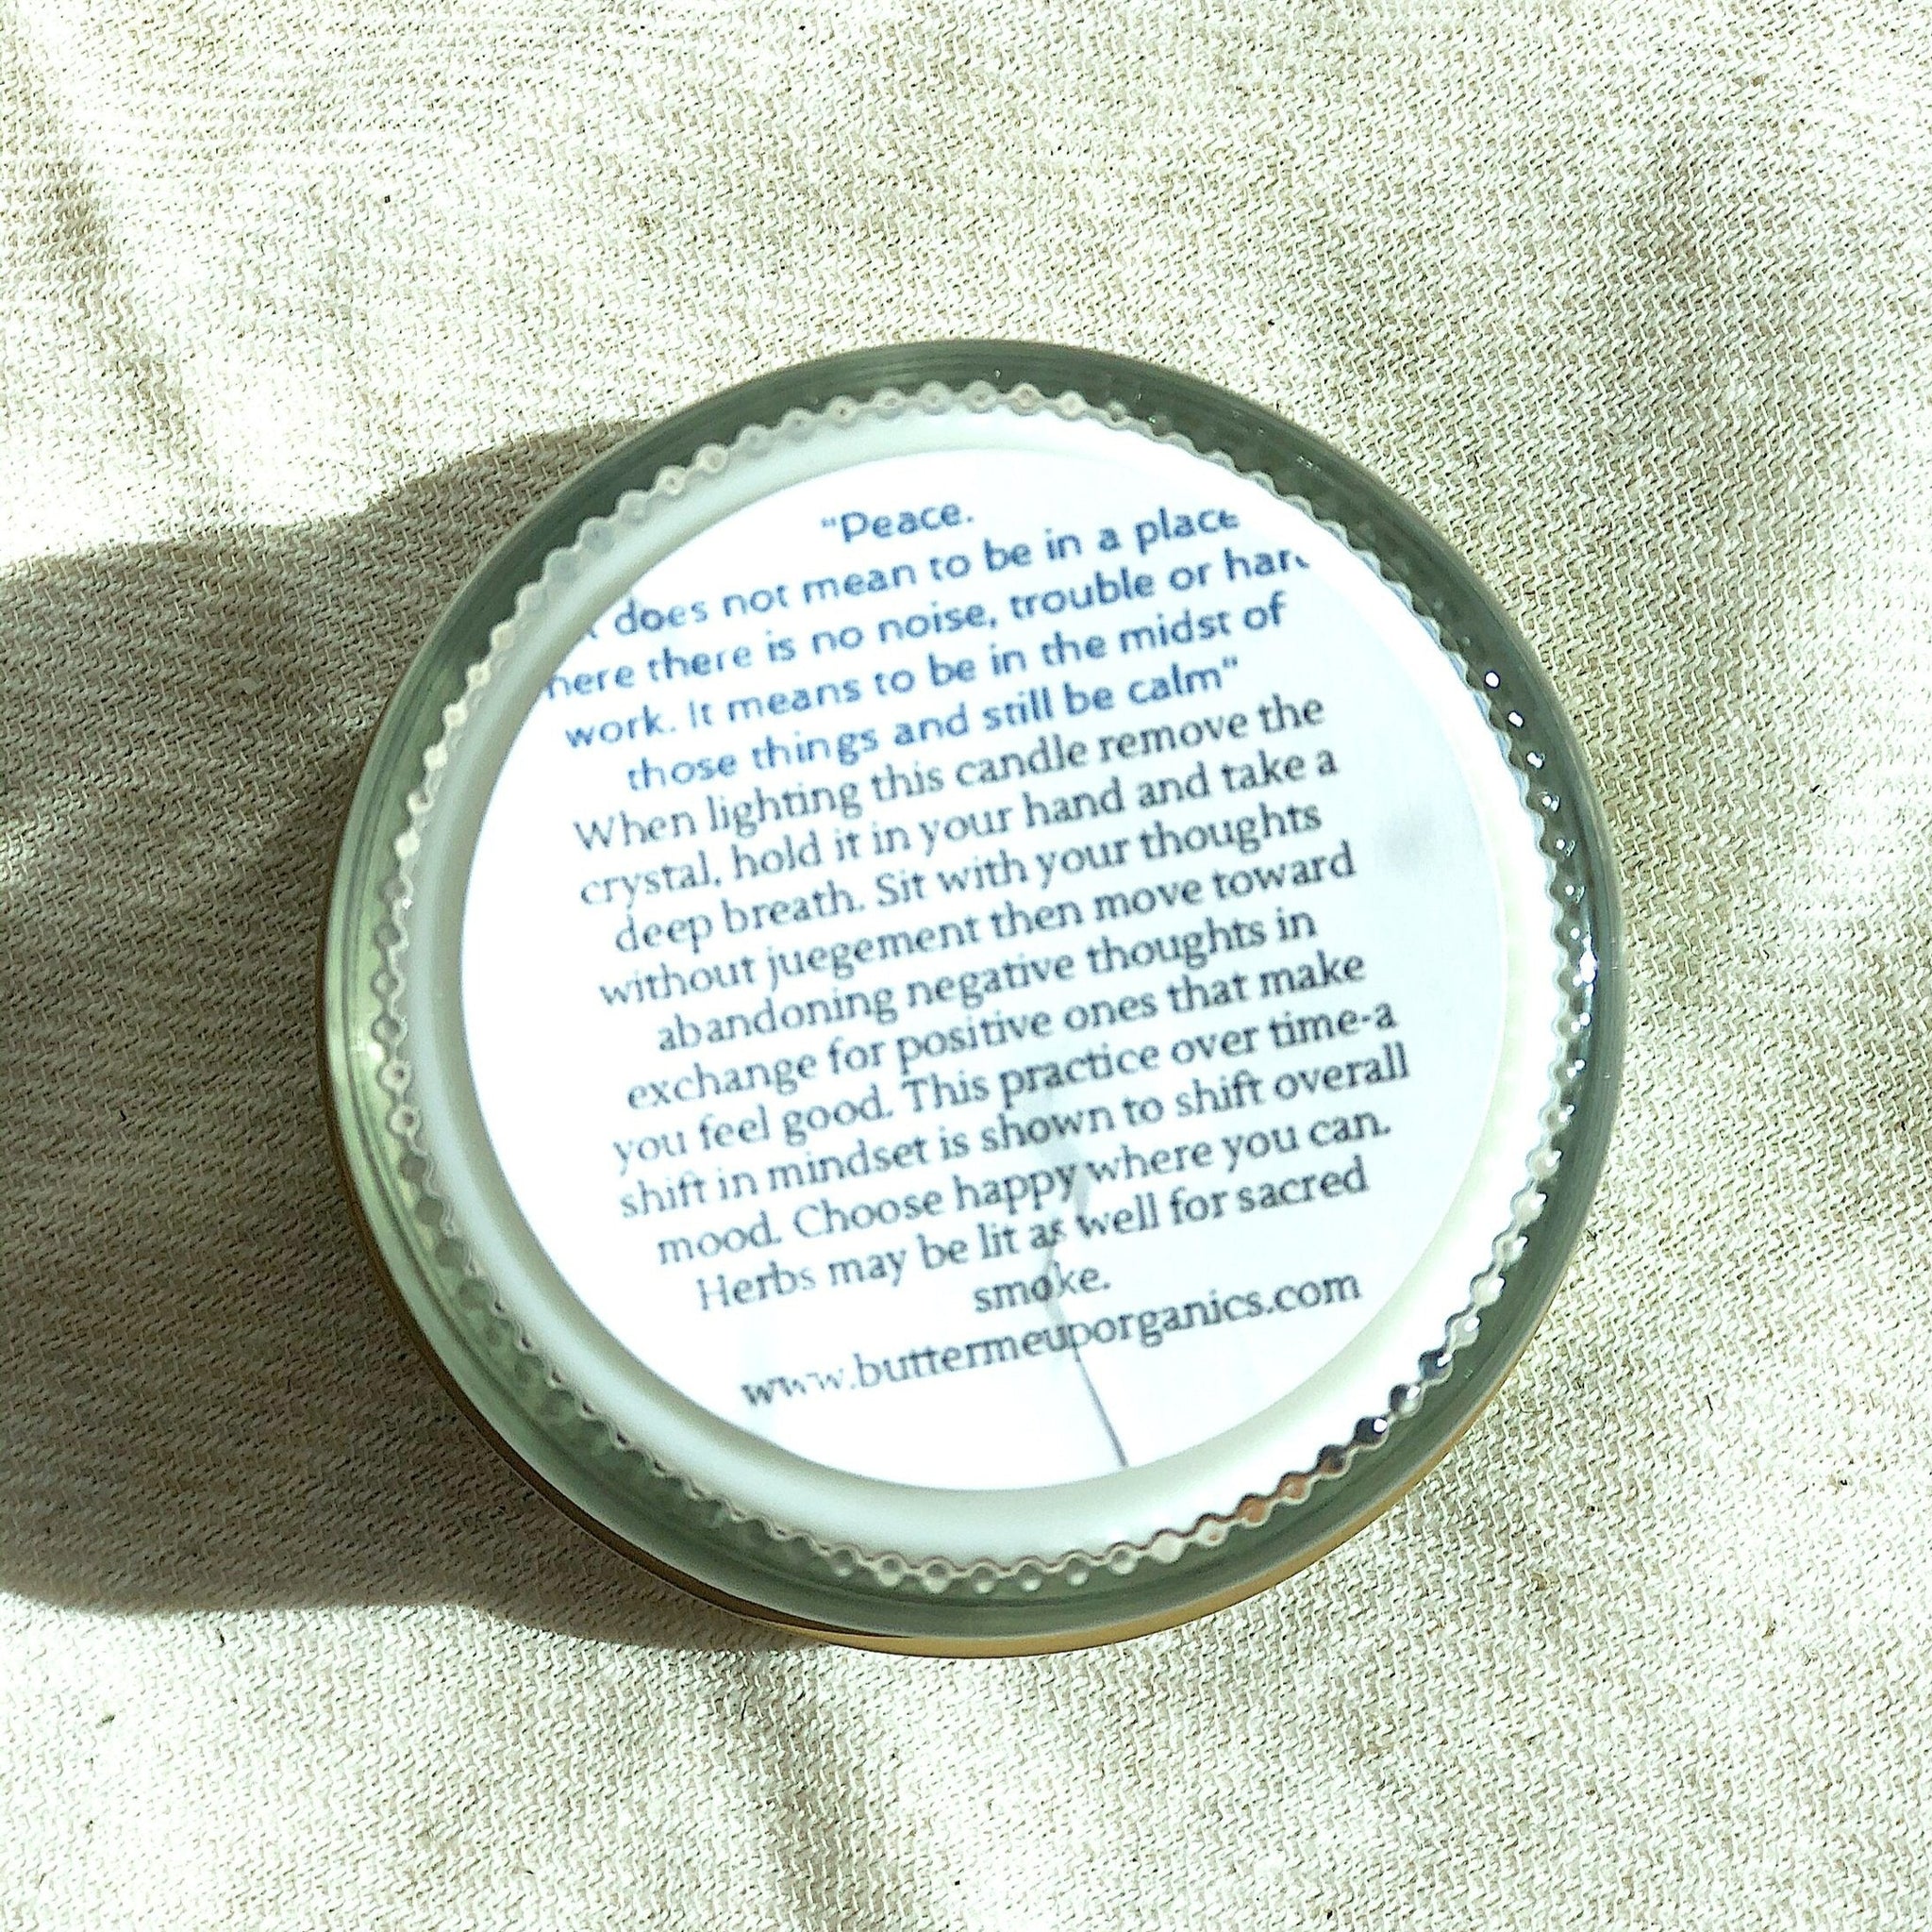 "Peace.
does not mean to be in a place
here there is no noise, trouble or har
work. It means to be in the midst of
those things and still be calm"
When lighting this candle remove the
crystal, hold it in your hand and take a
deep breath. Sit with your thoughts
without juegement then move toward
abandoning negative thoughts in
exchange for positive ones that make
you feel good. This practice over time-a
shift in mindset is shown to shift overall
mood. Choose happy where you can.
Herbs may be lit as well for sacred
smoke.
www.buttermeuporganics.com